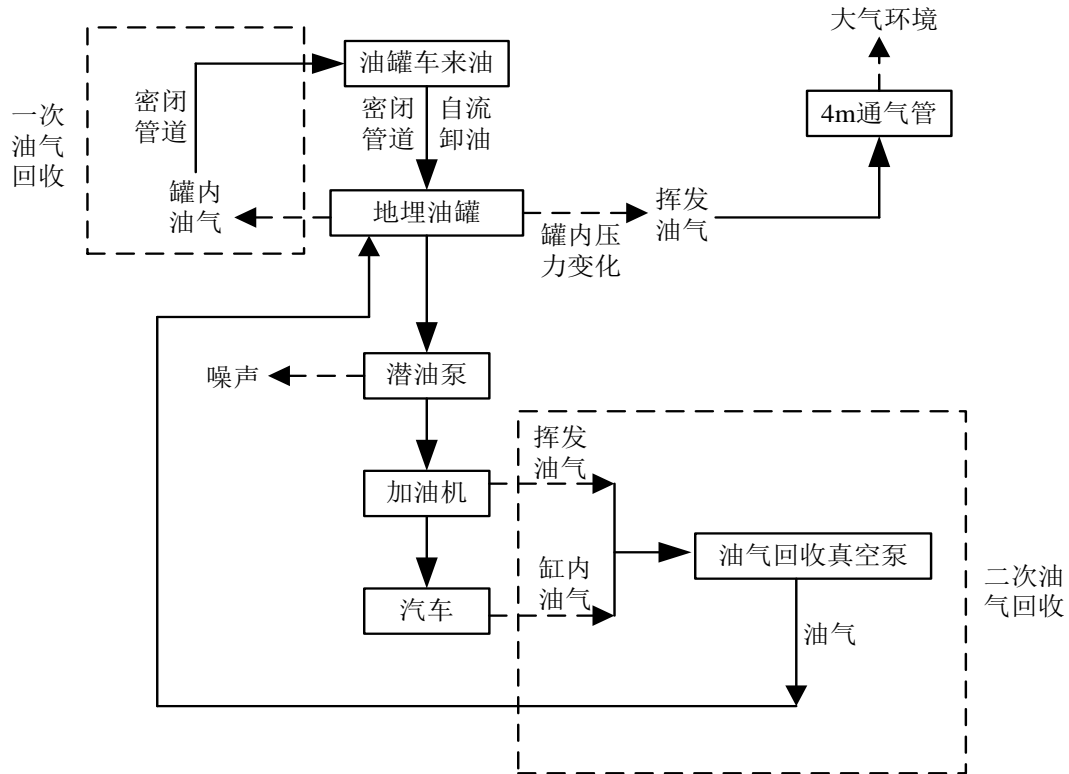 大气环境
油罐车来油
4m通气管
密闭
管道
密闭
管道
自流
卸油
一次
油气
回收
罐内
油气
地埋油罐
罐内压
力变化
挥发
油气
噪声
潜油泵
挥发
油气
加油机
油气回收真空泵
缸内
油气
汽车
油气
二次油
气回收